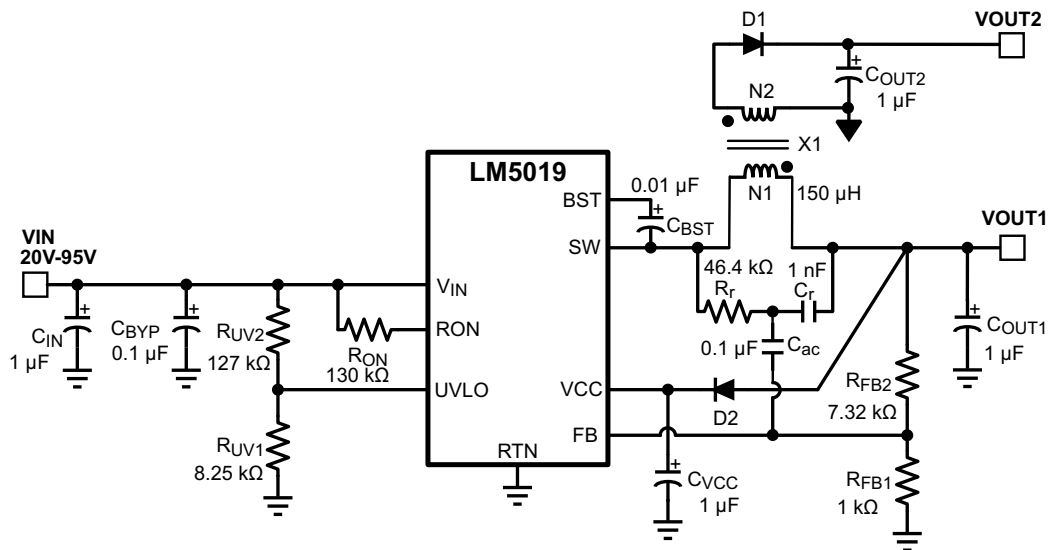 D1
VOUT2
+
COUT2
1 µF
N2
X1
LM5019
BST
0.01 µF
+
CBST
N1
150 µH
VOUT1
VIN
20V-95V
SW
46.4 kΩ
1 nF
Rr
Cr
VIN
+
CIN
1 µF
+
CBYP
0.1 µF
RUV2
127 kΩ
RON
RON
130 kΩ
0.1 µF
Cac
+
COUT1
1 µF
UVLO
VCC
D2
RFB2
7.32 kΩ
FB
RUV1
8.25 kΩ
RTN
+
CVCC
1 µF
RFB1
1 kΩ